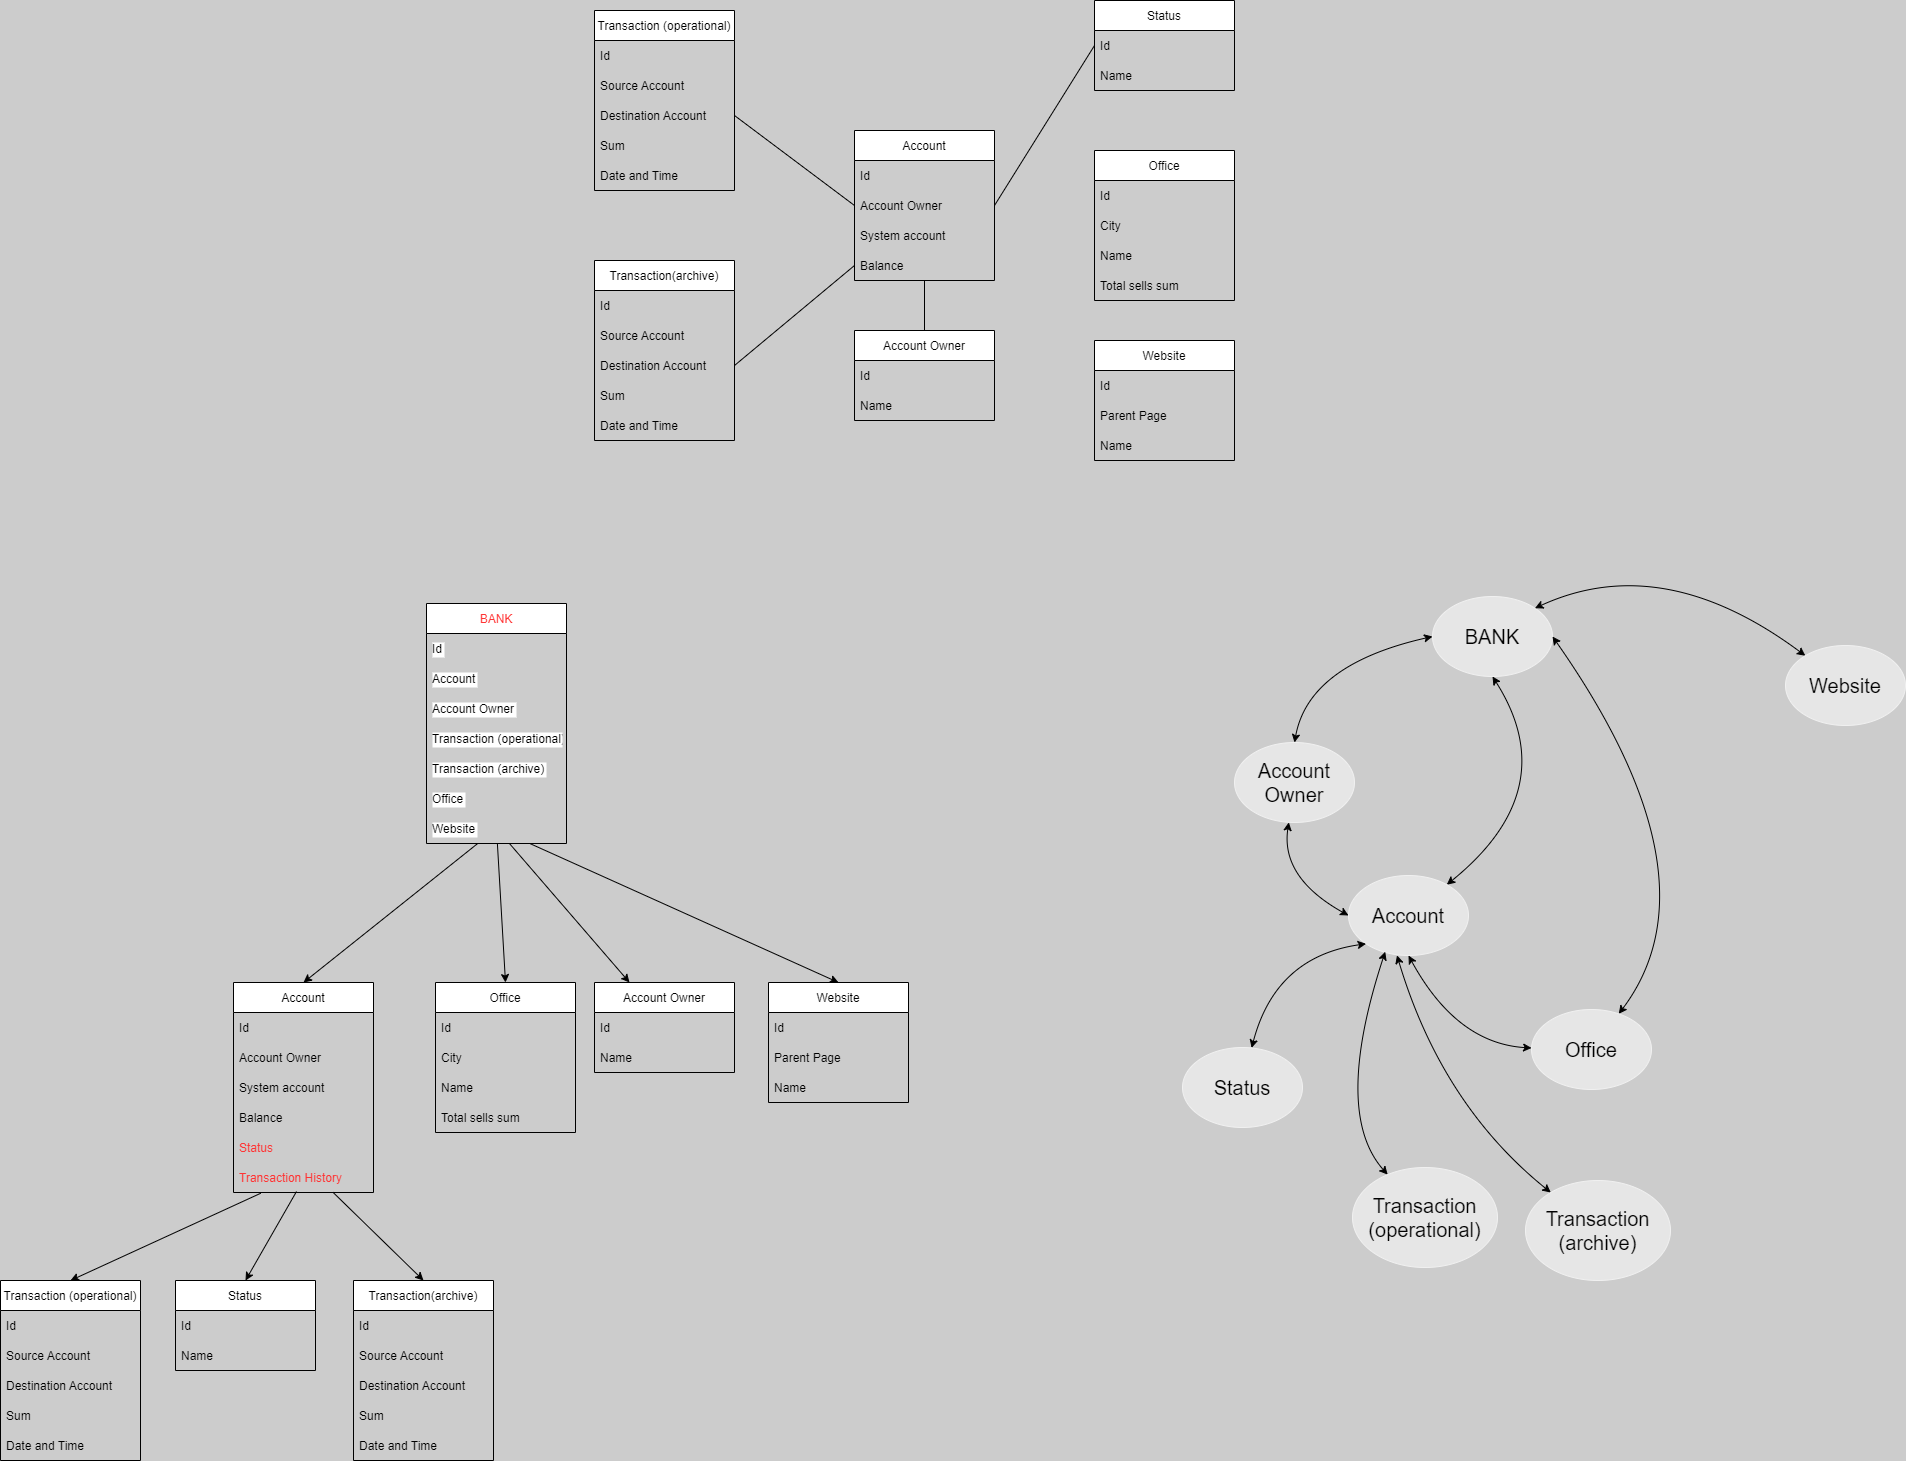 Transaction (operational)
Id
Source Account
Destination Account
Sum
Date and Time
Status
Id
Name
Account
Id
Account Owner
System account
Balance
Office
Id
City
Name
Total sells sum
Transaction(archive)
Id
Source Account
Destination Account
Sum
Date and Time
Account Owner
Id
Name
Website
Id
Parent Page
Name
BANK
Id
Account
Account Owner
Transaction (operational)
Transaction (archive)
Office
Website
Account
Id
Account Owner
System account
Balance
Status
Transaction History
Office
Id
City
Name
Total sells sum
Account Owner
Id
Name
Website
Id
Parent Page
Name
Transaction (operational)
Id
Source Account
Destination Account
Sum
Date and Time
Status
Id
Name
Transaction(archive)
Id
Source Account
Destination Account
Sum
Date and Time
BANK
Website
Account
Owner
Account
Office
Status
Transaction
(operational)
Transaction
(archive)